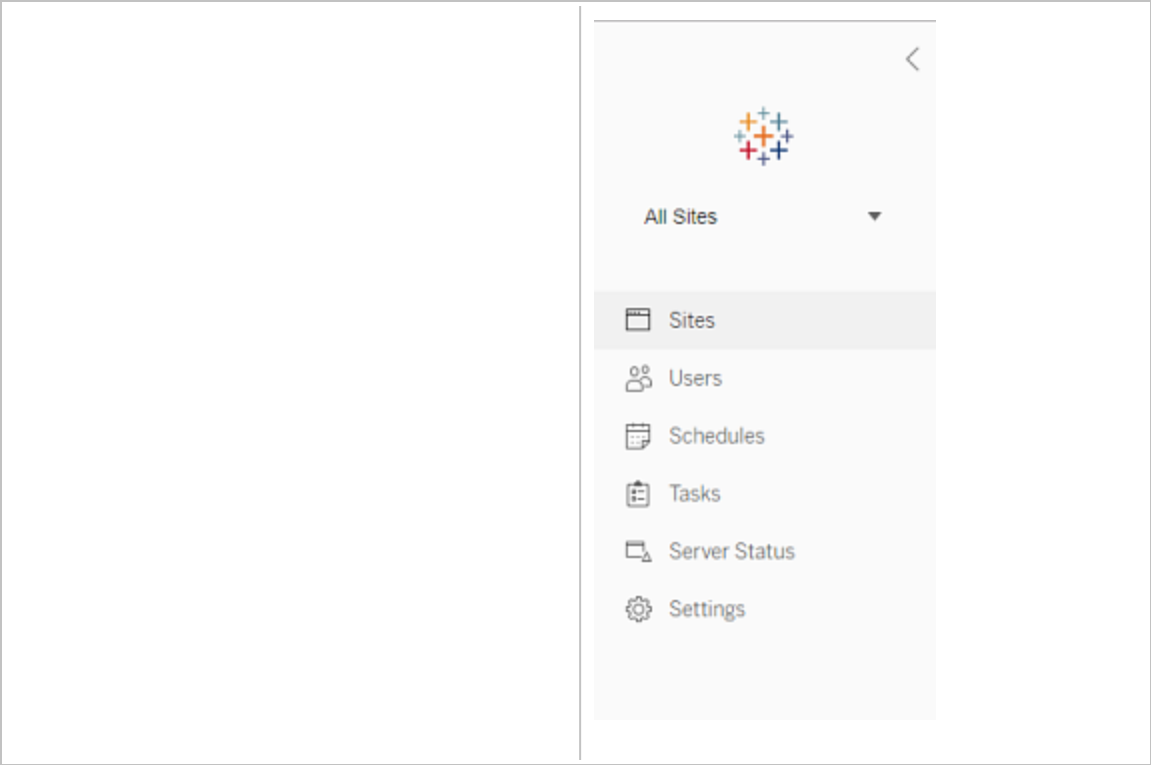 All Sites
Sites
Users
Schedules
Tasks
Server Status
Settings